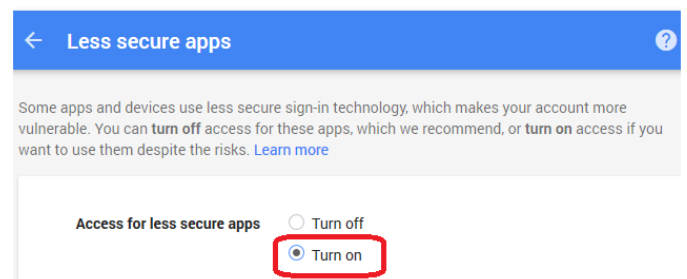 Less secure apps
Some apps and devices use less secure sign-in technology, which makes your account more
vulnerable. You can turn off access for these apps, which we recommend, or turn on access if you
want to use them despite the risks. Learn more
Access for less secure apps Turn off
Turn on